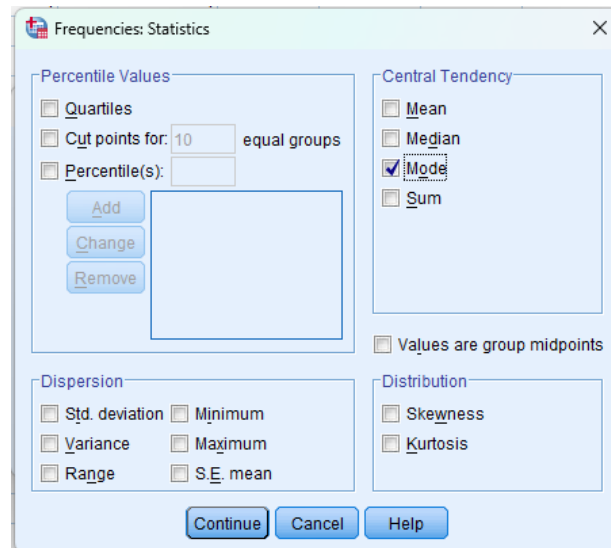 Frequencies: Statistics
Percentile Values
Quartiles
Cut points for: 10 equal groups
Percentile(s):
Add
Change
Remove
Central Tendency
Mean
Median
Mode
Sum
Values are group midpoints
Dispersion
Std. deviation Minimum
Variance Maximum
Range S.E. mean
Distribution
Skewness
Kurtosis
Continue Cancel Help